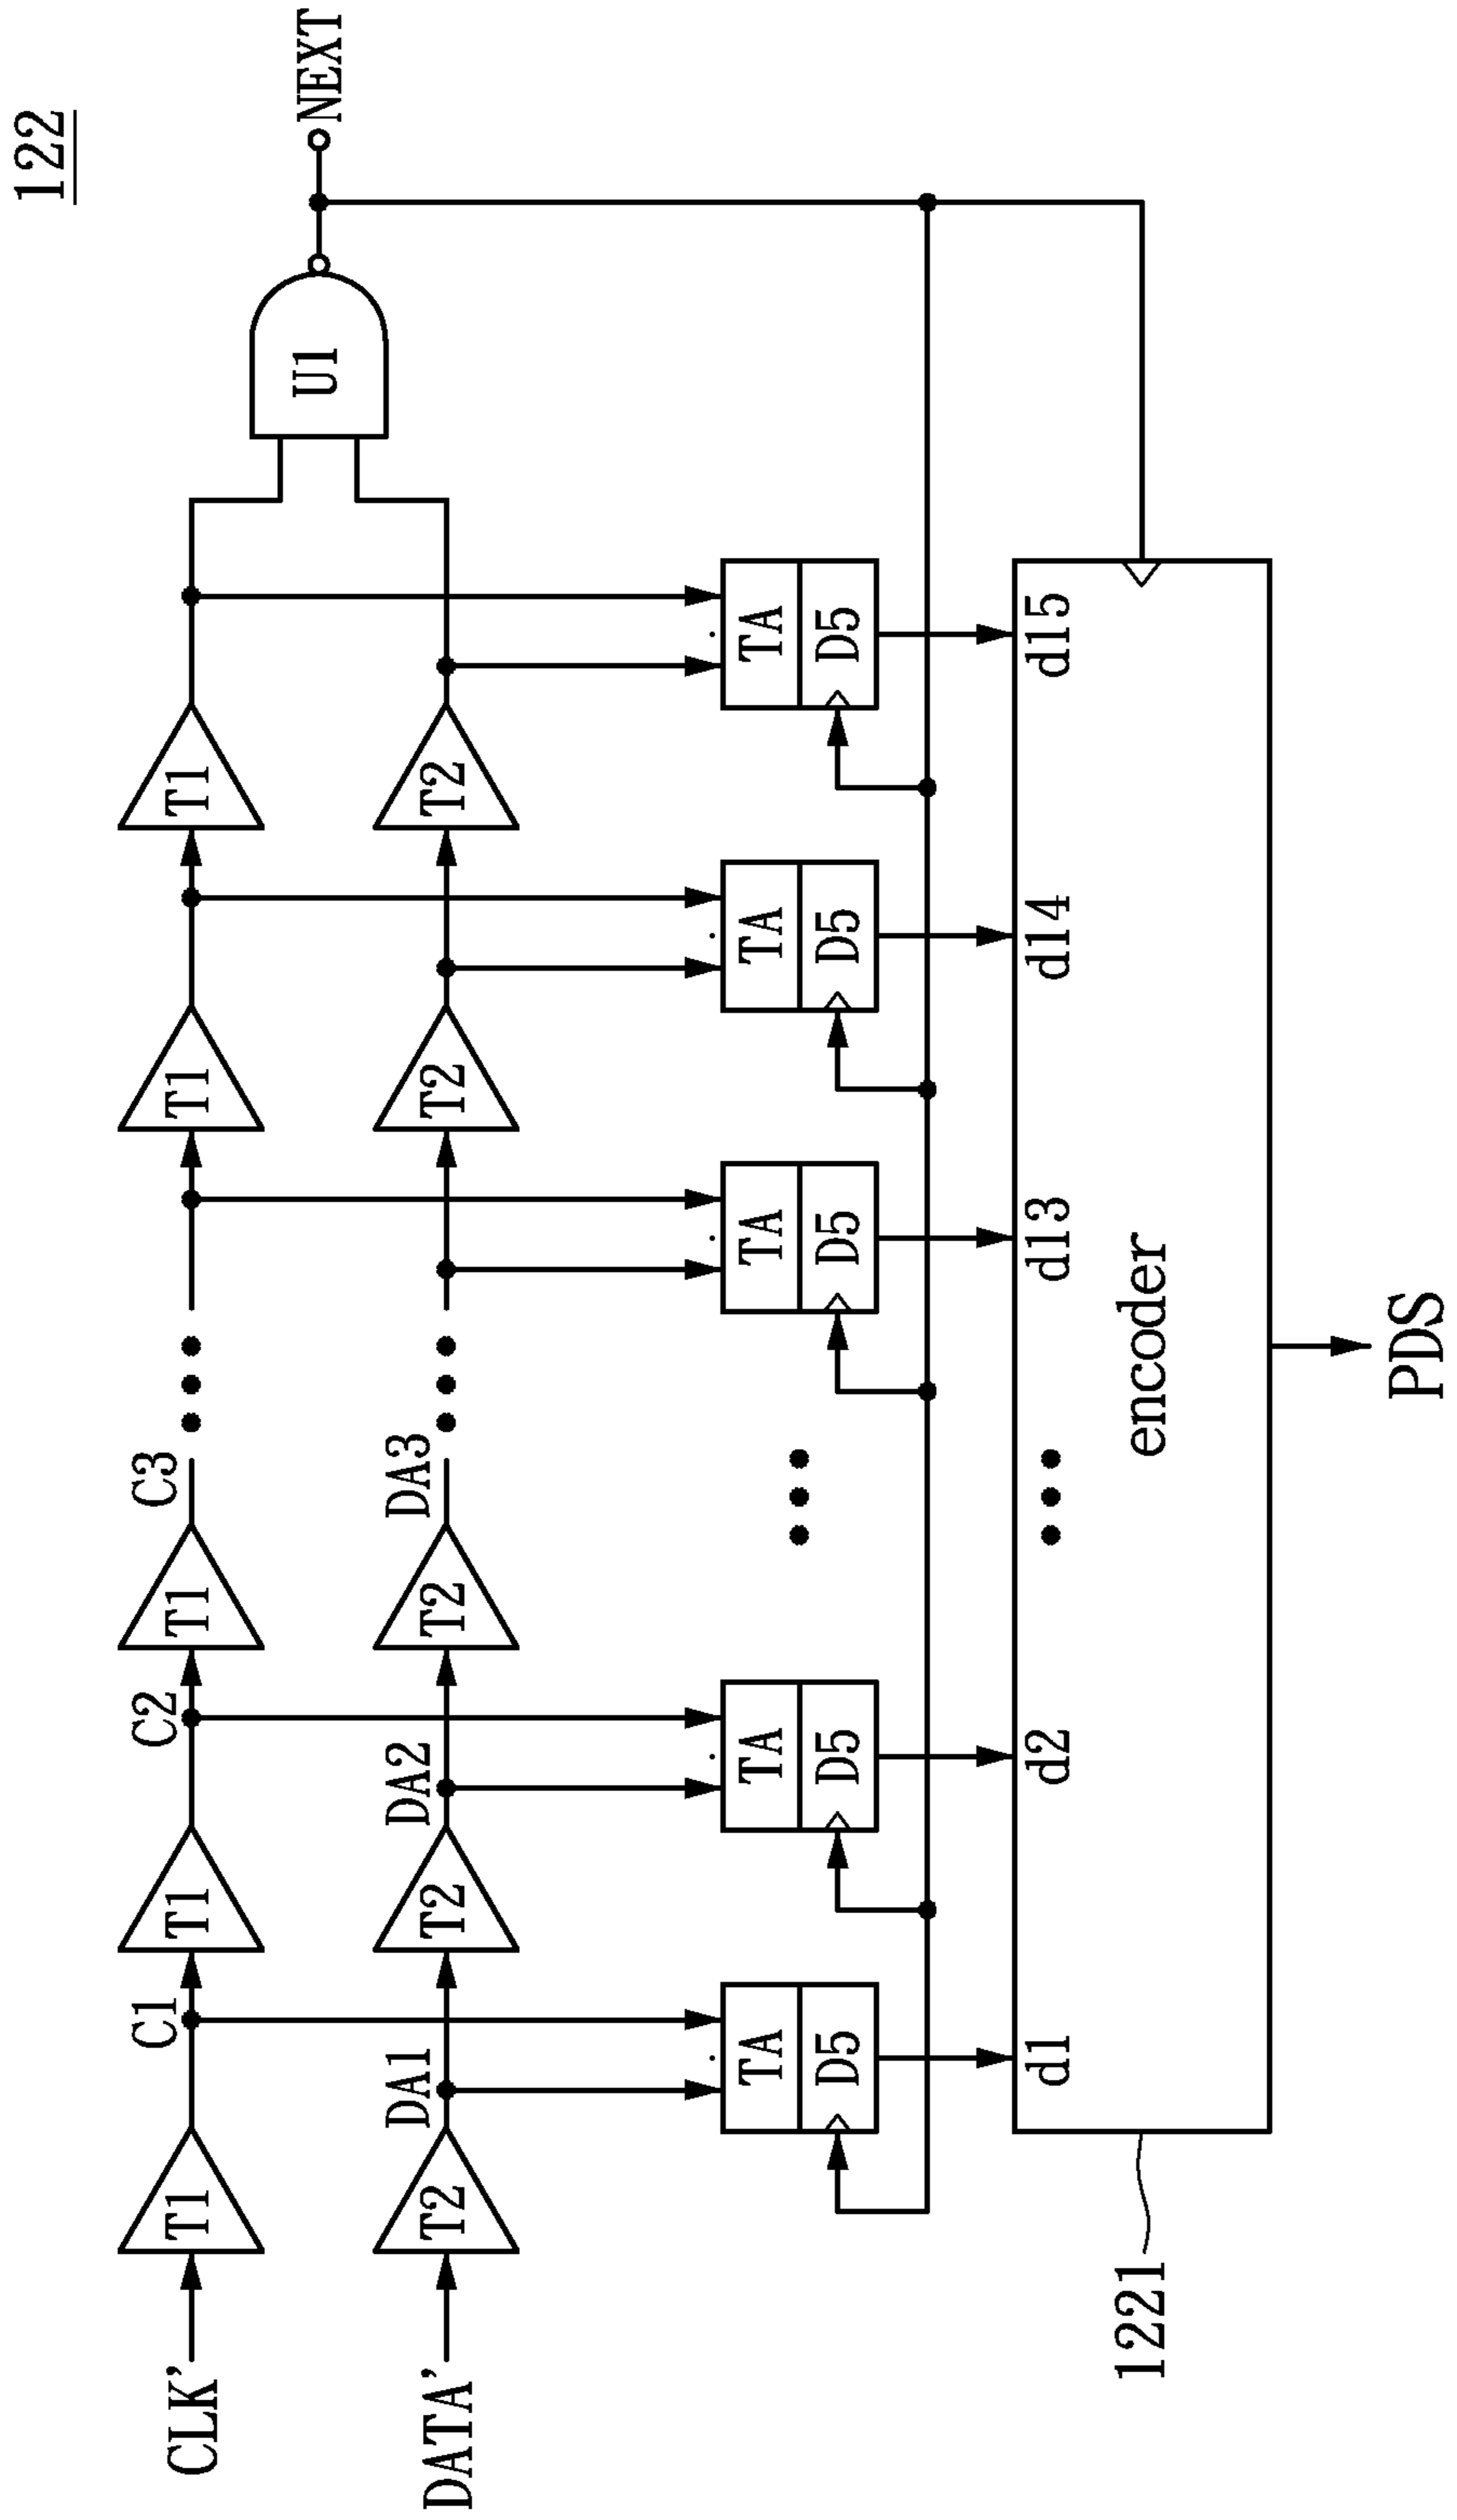 122
CLK'
T1
C1
T1
C2
T1
C3
T1
T1
U1
NEXT
DATA'
T2
DA1
T2
DA2
T2
DA3
T2
T2
TA
TA
TA
TA
TA
D5
D5
D5
D5
D5
d1
d2
d13
d14
d15
encoder
1221
PDS